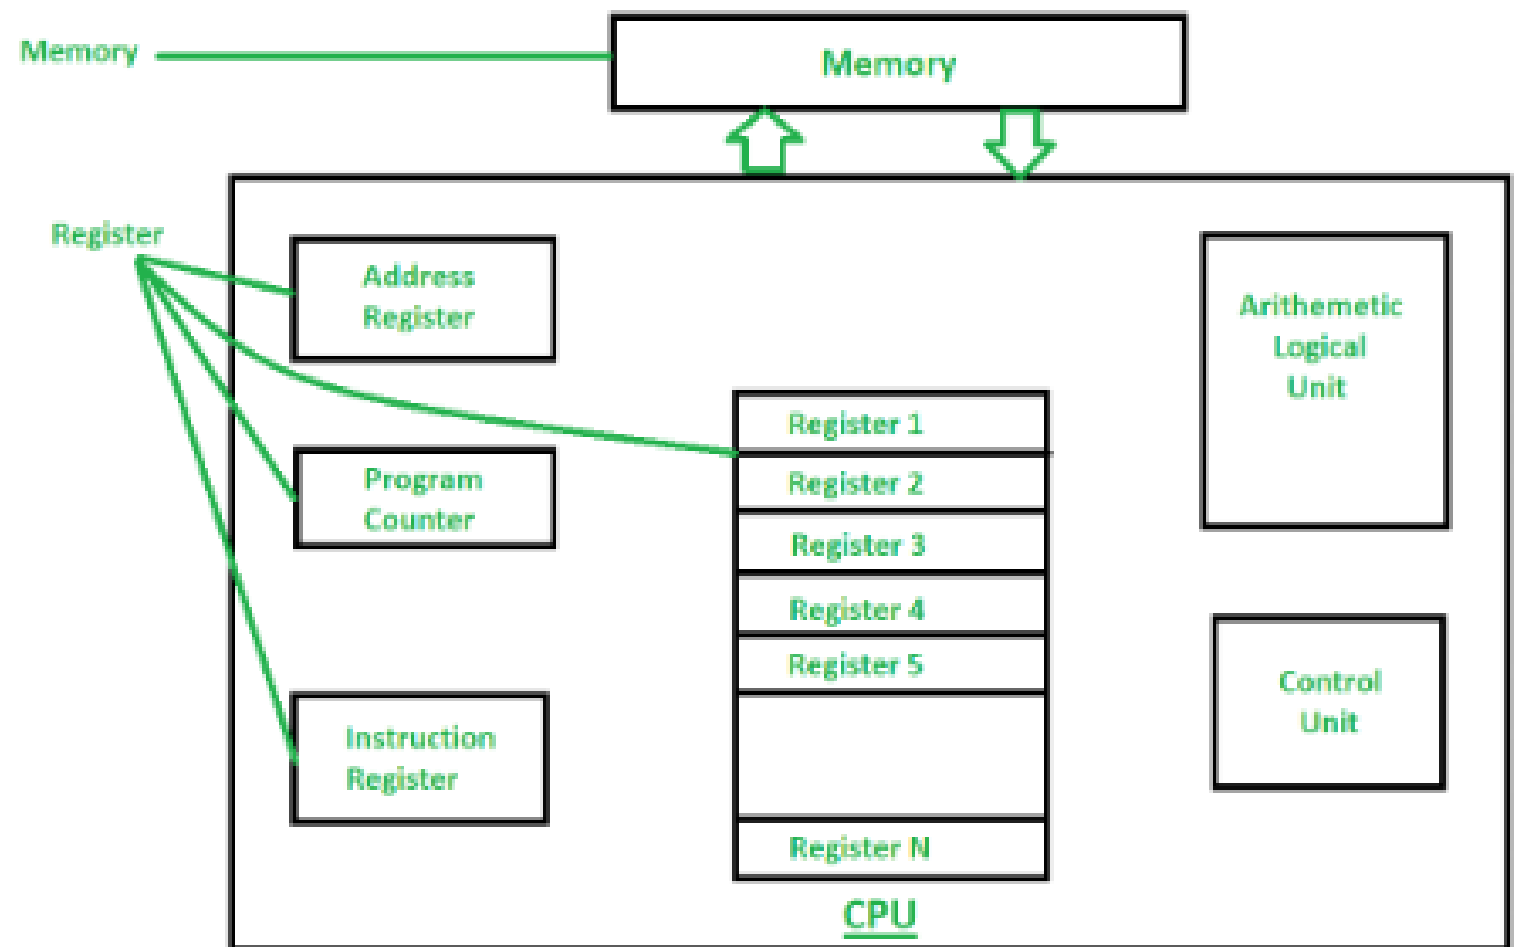 Memory
Memory
Register
Address
Register
Program
Counter
Instruction
Register
Register 1
Register 2
Register 3
Register 4
Register 5
Register N
CPU
Arithemetic
Logical
Unit
Control
Unit